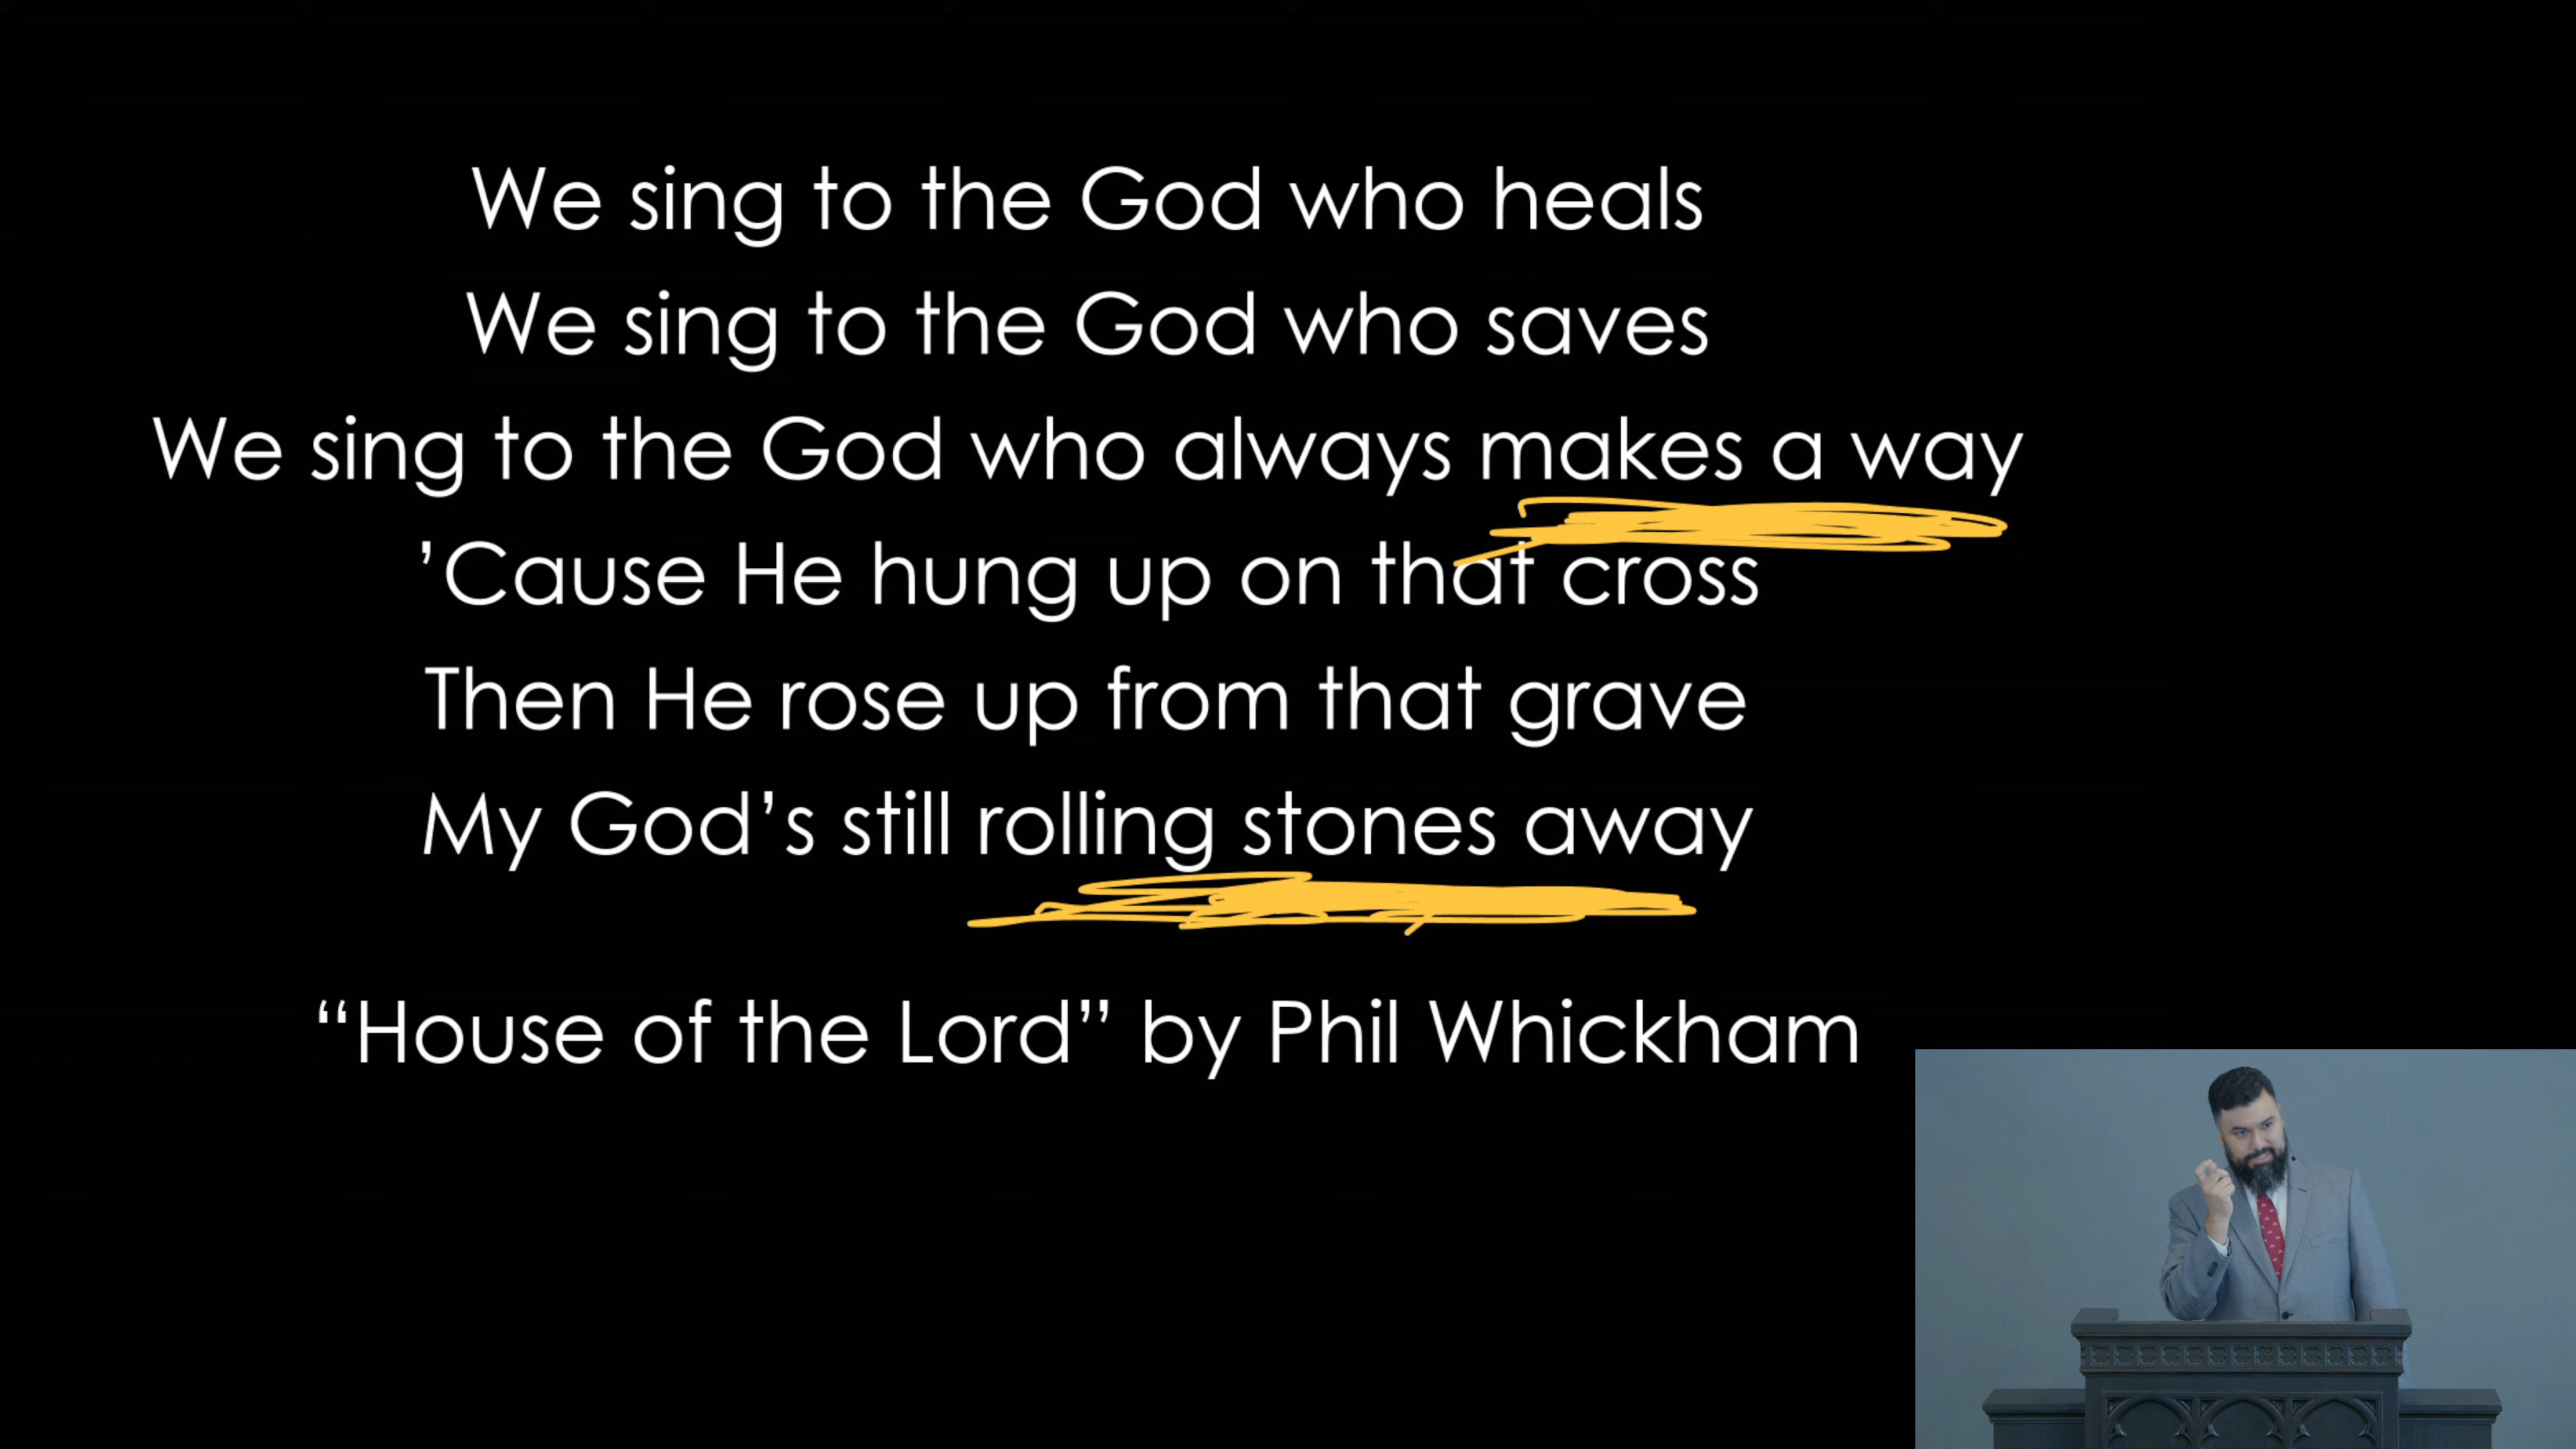 We sing to the God who heals
We sing to the God who saves
We sing to the God who always makes a way
’Cause He hung up on that cross
Then He rose up from that grave
My God’s still rolling stones away
“House of the Lord” by Phil Whickham